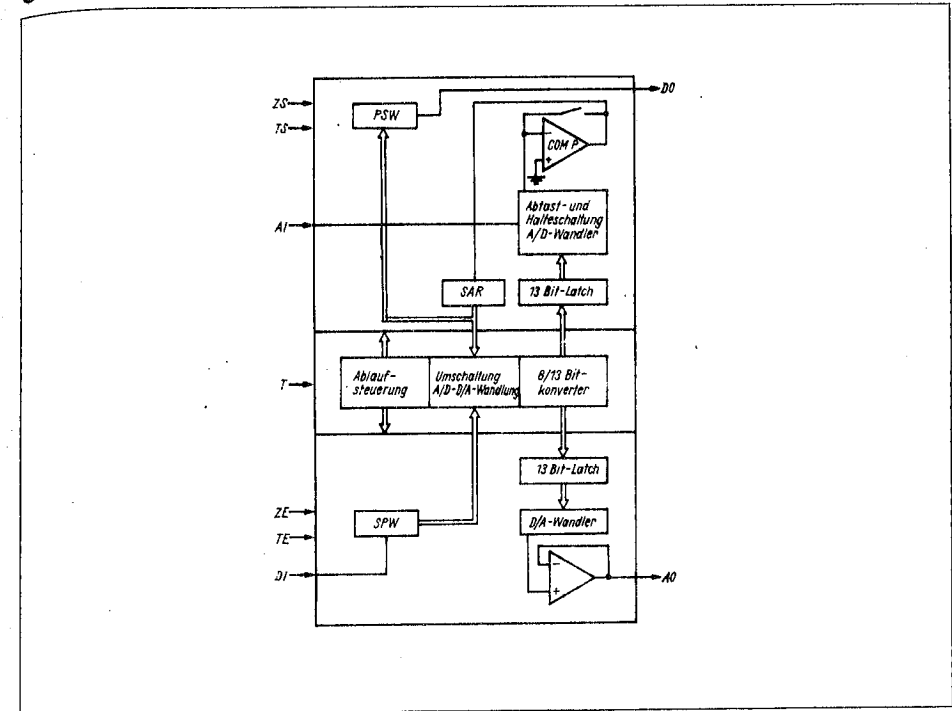 DO
ZS
PSW
TS
COMP
-
+
Abtast- und
Halteschaltung
A/D-Wandler
AI
SAR
13 Bit-Latch
T
Ablauf-
steuerung
Umschaltung
A/D-D/A-Wandlung
8/13 Bit-
konverter
13 Bit-Latch
ZE
SPW
D/A-Wandler
TE
DI
-
+
AO